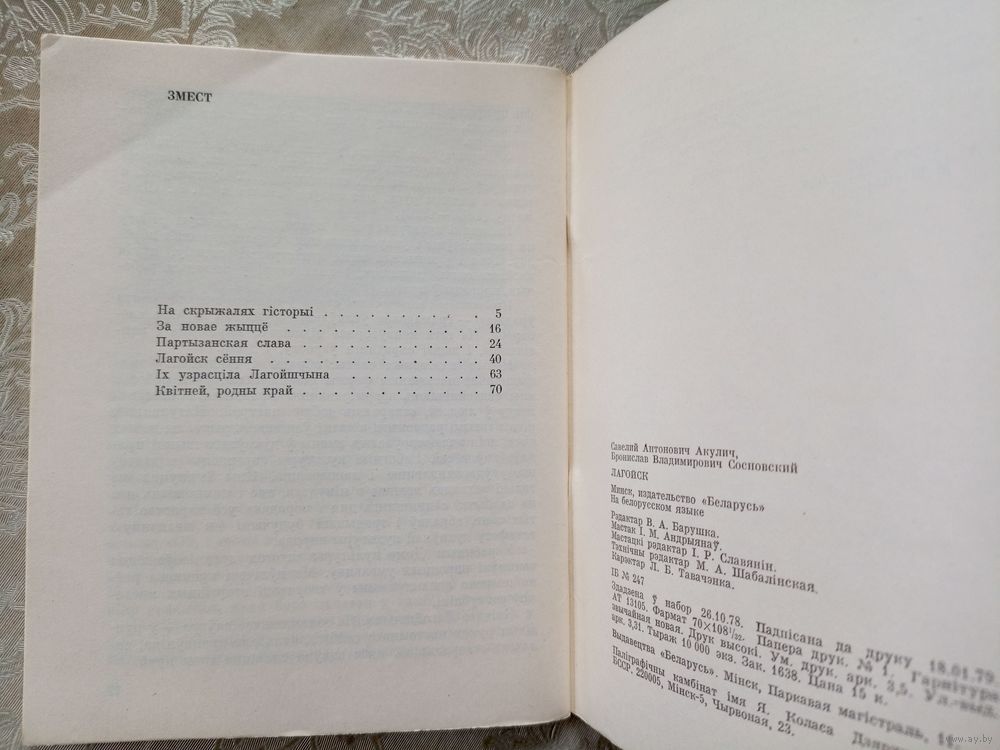 ЗМЕСТ
На скрыжалях гісторыі . . . . . . . . . . . 5
За новае жыццё . . . . . . . . . . . . . 16
Партызанская слава . . . . . . . . . . . . 24
Лагойск сёння . . . . . . . . . . . . . . 40
Іх узрасціла Лагойшчына . . . . . . . . . 63
Квітней, родны край . . . . . . . . . . . . 70
Савелий Антонович Акулич,
Бронислав Владимирович Сосновский
ЛАГОЙСК
Минск, издательство «Беларусь»
На белорусском языке
Рэдактар В. А. Барушка.
Мастак І. М. Андрыянаў.
Мастацкі рэдактар І. Р. Славянін.
Тэхнічны рэдактар М. А. Шабалінская.
Карэктар Л. Б. Тавачэнка.
ІБ № 247
Здадзена ў набор 26.10.78. Падпісана да друку 18.01.79.
АТ 13105. Фармат 70×108 1/32. Папера друк. № 1. Гарнітура
звычайная новая. Друк высокі. Ум. друк. арк. 3,5. Ул.-выд.
арк. 3,31. Тыраж 10 000 экз. Зак. 1638. Цана 15 к.
Выдавецтва «Беларусь». Мінск, Паркавая магістраль,
Паліграфічны камбінат імя Я. Коласа
БССР. 220005, Мінск-5, Чырвоная, 23.
www.ay.by